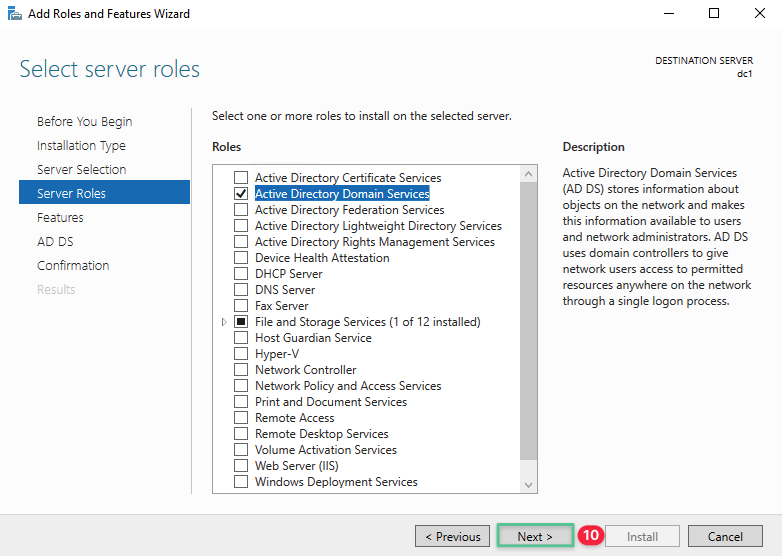 Add Roles and Features Wizard
Select server roles
DESTINATION SERVER
dc1
Before You Begin
Installation Type
Server Selection
Server Roles
Features
AD DS
Confirmation
Results
Select one or more roles to install on the selected server.
Roles
Active Directory Certificate Services
Active Directory Domain Services
Active Directory Federation Services
Active Directory Lightweight Directory Services
Active Directory Rights Management Services
Device Health Attestation
DHCP Server
DNS Server
Fax Server
File and Storage Services (1 of 12 installed)
Host Guardian Service
Hyper-V
Network Controller
Network Policy and Access Services
Print and Document Services
Remote Access
Remote Desktop Services
Volume Activation Services
Web Server (IIS)
Windows Deployment Services
Description
Active Directory Domain Services
(AD DS) stores information about
objects on the network and makes
this information available to users
and network administrators. AD DS
uses domain controllers to give
network users access to permitted
resources anywhere on the network
through a single logon process.
< Previous
Next >
10
Install
Cancel